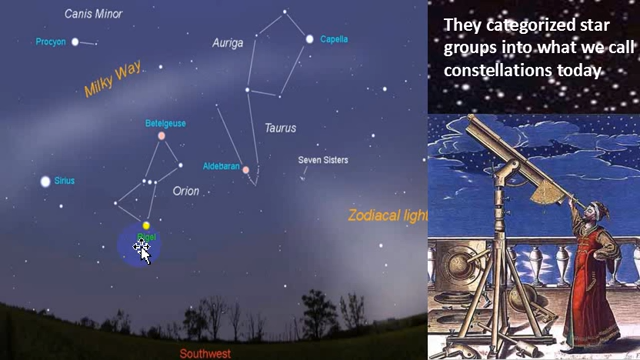 Canis Minor
Procyon
Auriga
Capella
Milky Way
Betelgeuse
Taurus
Aldebaran
Seven Sisters
Sirius
Orion
Zodiacal light
Rigel
Southwest
They categorized star
groups into what we call
constellations today